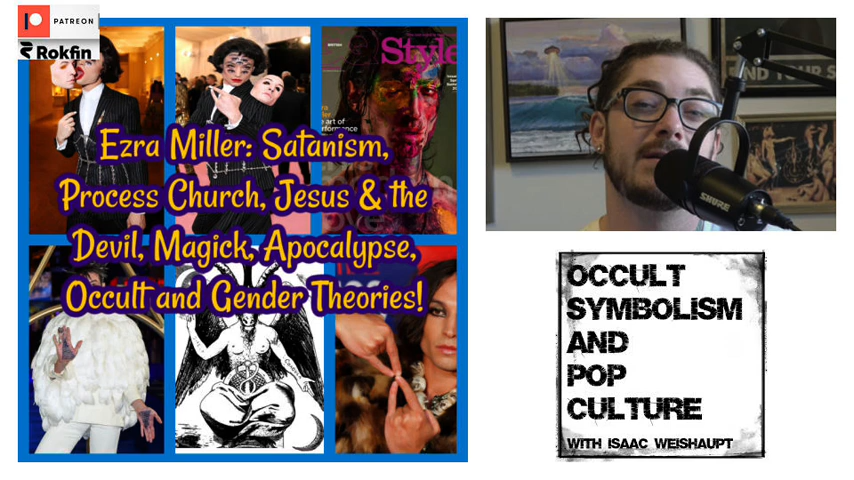 PATREON
Rokfin
BRITISH
Style
Ezra Miller: Satanism,
Process Church, Jesus & the
Devil, Magick, Apocalypse,
Occult and Gender Theories!
SHURE
OCCULT
SYMBOLISM
AND
POP
CULTURE
WITH ISAAC WEISHAUPT